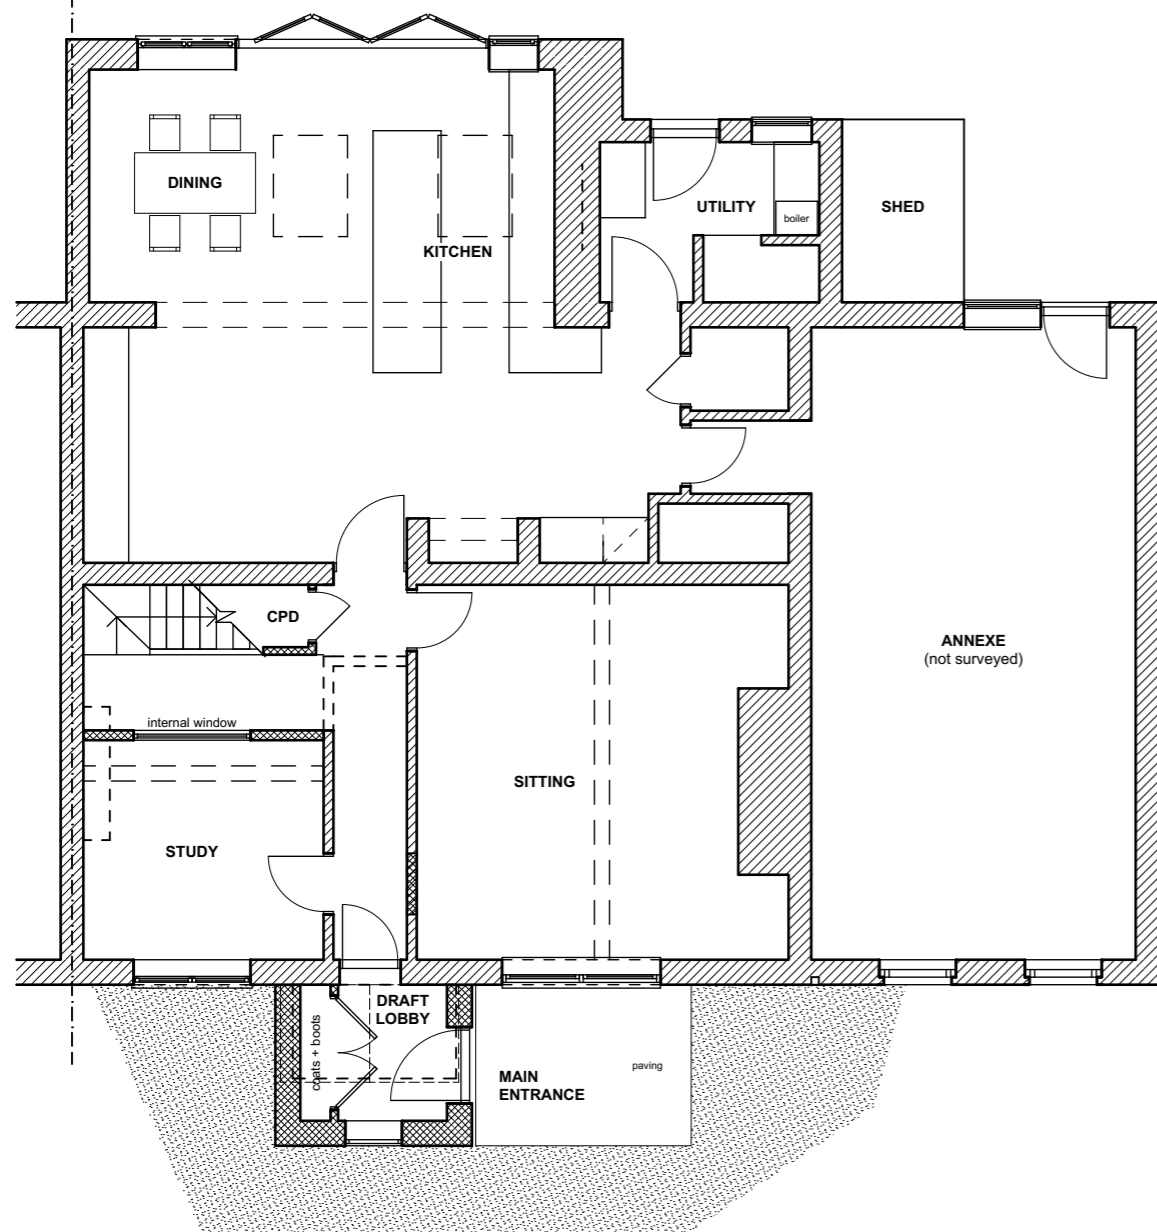 DINING
KITCHEN
UTILITY
boiler
SHED
CPD
ANNEXE
(not surveyed)
internal window
SITTING
STUDY
DRAFT
LOBBY
coats + boots
MAIN
ENTRANCE
paving